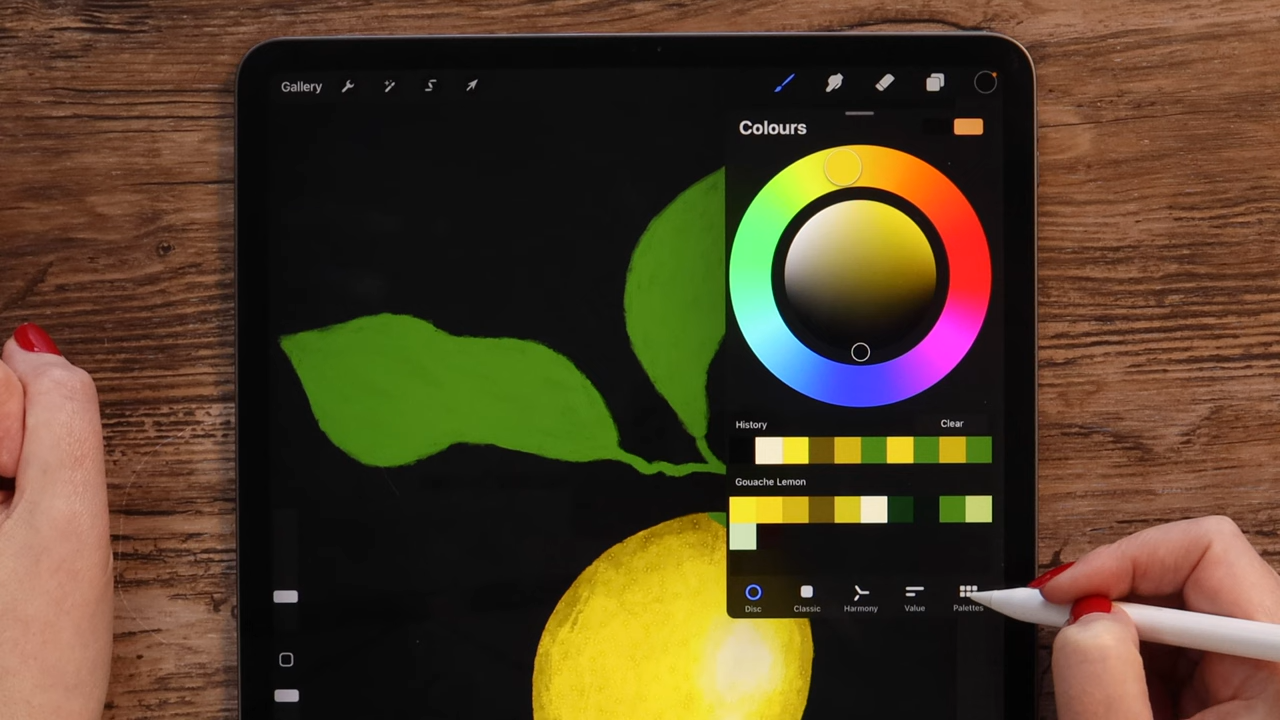 Gallery
Colours
History Clear
Gouache Lemon
Disc Classic Harmony Value Palettes